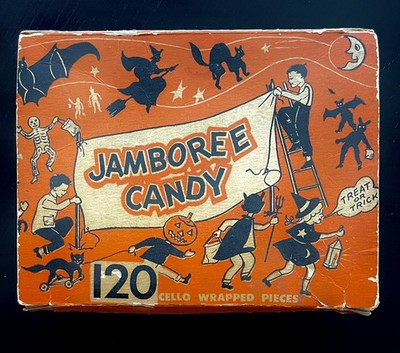 JAMBOREE
CANDY
TREAT
OR
TRICK
120
CELLO WRAPPED PIECES